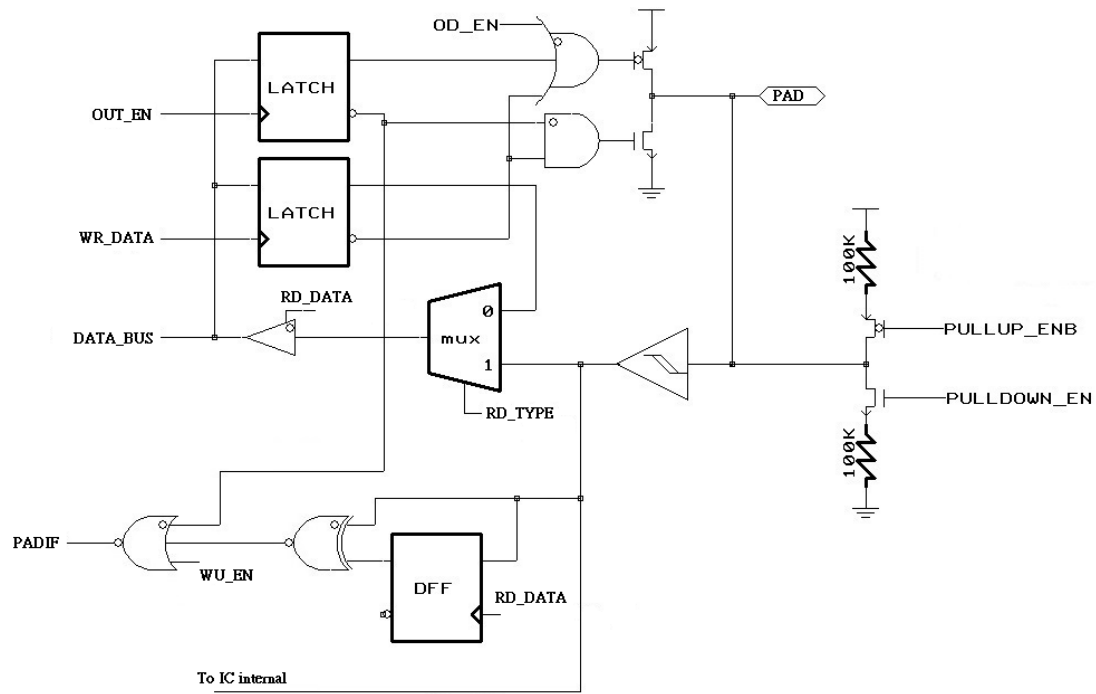 OD_EN
LATCH
OUT_EN
PAD
LATCH
WR_DATA
100K
RD_DATA
0
DATA_BUS
mux
PULLUP_ENB
1
PULLDOWN_EN
RD_TYPE
100K
PADIF
WU_EN
DFF
RD_DATA
To IC internal